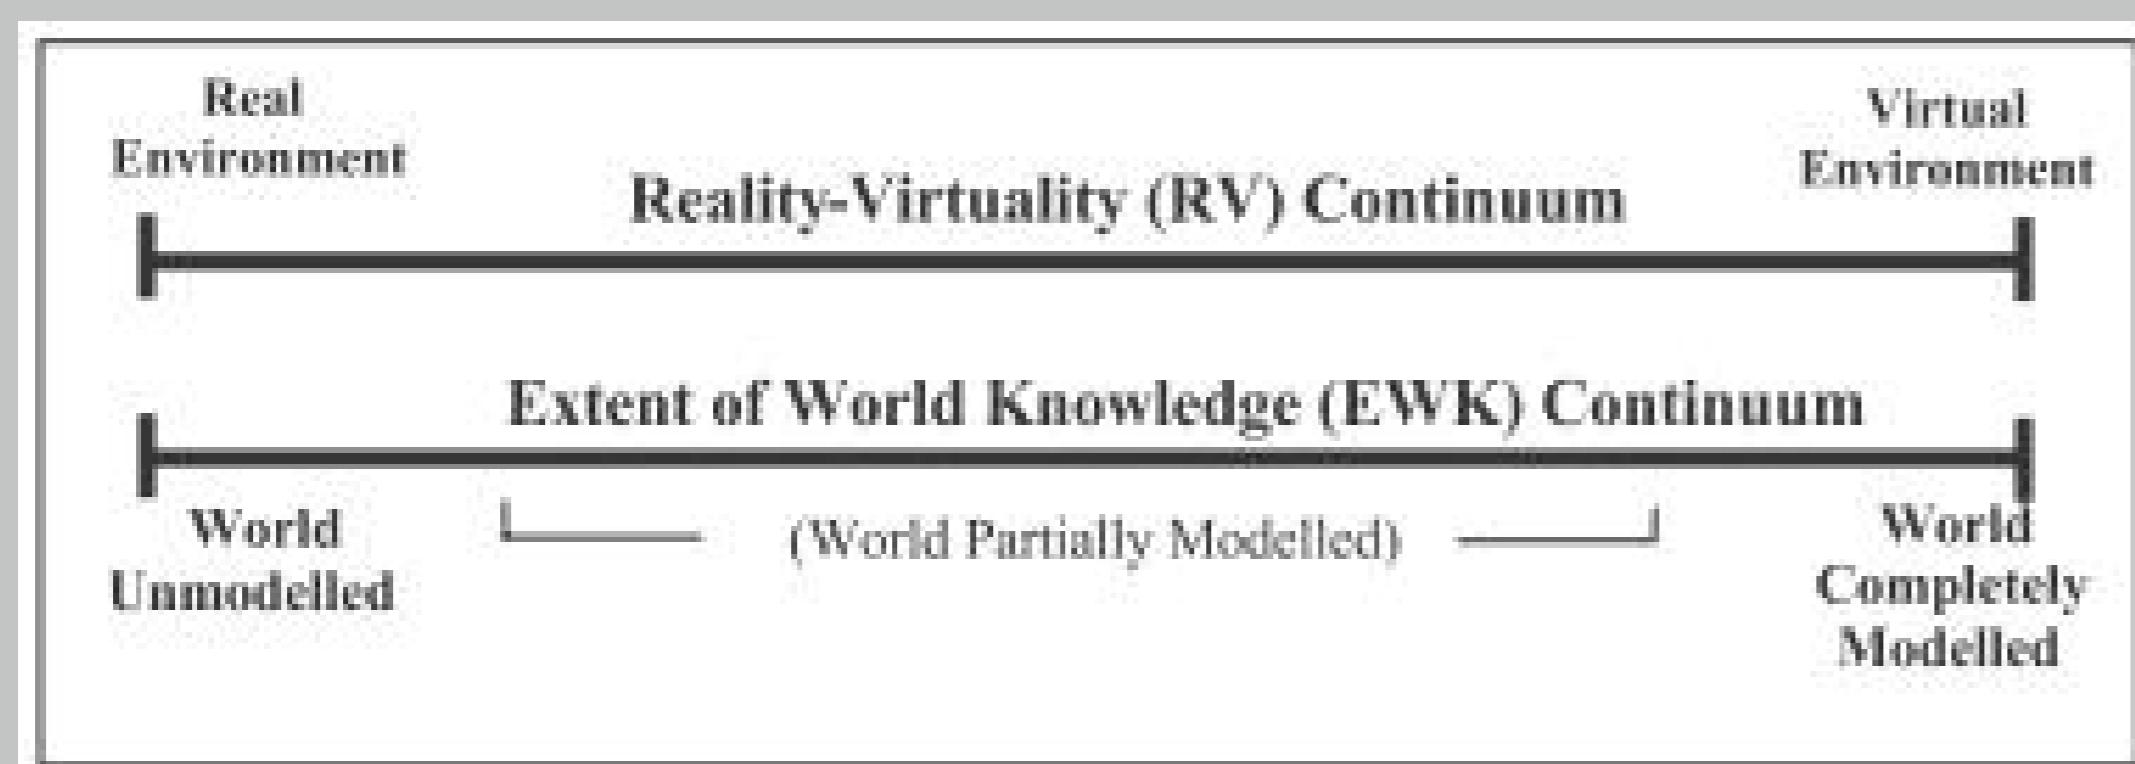 Real
Environment
Virtual
Environment
Reality-Virtuality (RV) Continuum
Extent of World Knowledge (EWK) Continuum
World
Unmodelled
(World Partially Modelled)
World
Completely
Modelled